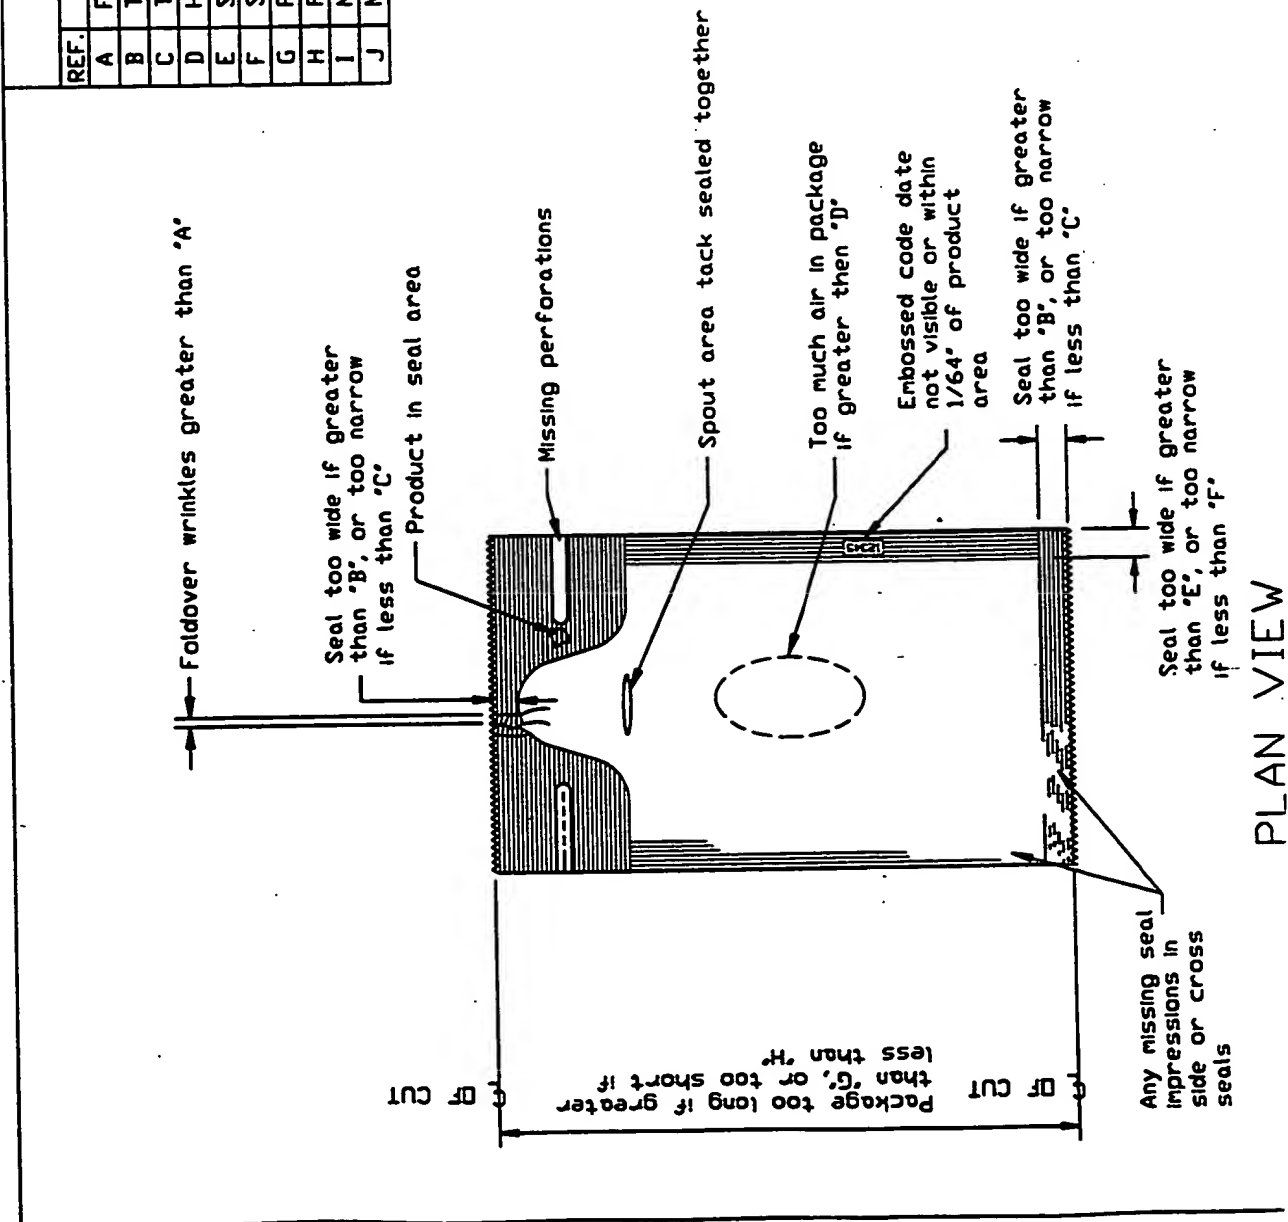 REF.
A
B
C
D
E
F
G
H
I
J
Foldover wrinkles greater than "A"
Seal too wide if greater
than "B", or too narrow
if less than "C"
Product in seal area
Missing perforations
Spout area tack sealed together
Too much air in package
if greater then "D"
Embossed code date
not visible or within
1/64" of product
area
Seal too wide if greater
than "B", or too narrow
if less than "C"
Seal too wide if greater
than "E", or too narrow
if less than "F"
12343
Any missing seal
impressions in
side or cross
seals
Package too long if greater
than "G", or too short if
less than "H"
OF CUT
OF CUT
PLAN VIEW